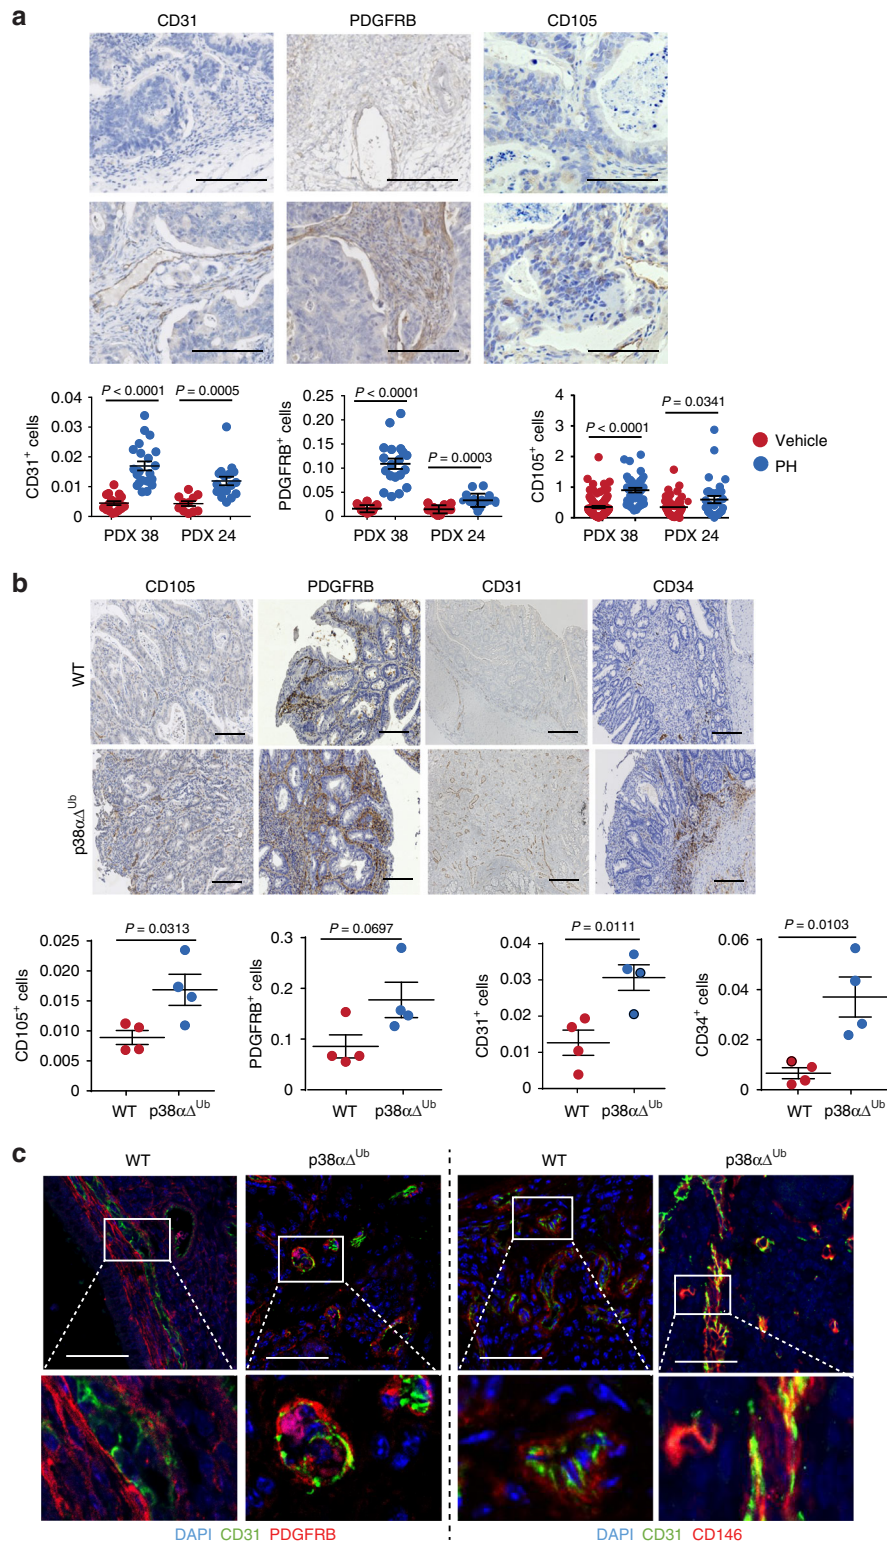 a
CD31 PDGFRB CD105
CD31⁺ cells
0.04
0.03
0.02
0.01
0
P < 0.0001 P = 0.0005
PDX 38 PDX 24
PDGFRB⁺ cells
0.25
0.20
0.15
0.10
0.05
0
P < 0.0001
P = 0.0003
PDX 38 PDX 24
CD105⁺ cells
4
3
2
1
0
P < 0.0001
P = 0.0341
PDX 38 PDX 24
Vehicle
PH
b
CD105 PDGFRB CD31 CD34
WT
p38αΔᵁᵇ
CD105⁺ cells
0.025
0.020
0.015
0.010
0.005
0
P = 0.0313
WT p38αΔᵁᵇ
PDGFRB⁺ cells
0.3
0.2
0.1
0
P = 0.0697
WT p38αΔᵁᵇ
CD31⁺ cells
0.04
0.03
0.02
0.01
0
P = 0.0111
WT p38αΔᵁᵇ
CD34⁺ cells
0.06
0.04
0.02
0
P = 0.0103
WT p38αΔᵁᵇ
c
WT p38αΔᵁᵇ WT p38αΔᵁᵇ
DAPI CD31 PDGFRB
DAPI CD31 CD146